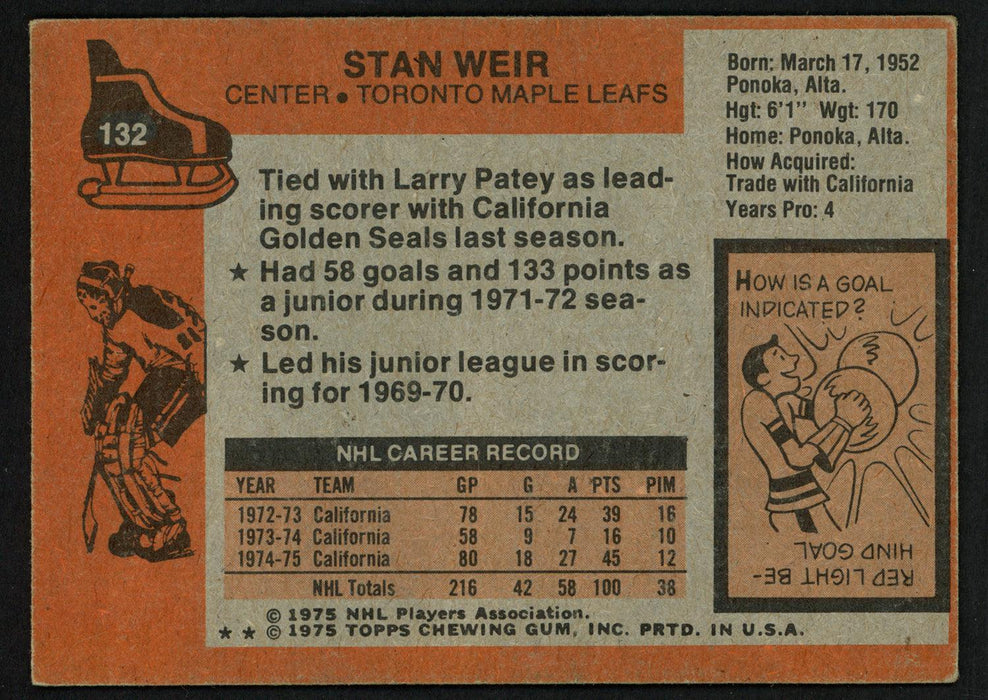 132
STAN WEIR
CENTER • TORONTO MAPLE LEAFS
Born: March 17, 1952
Ponoka, Alta.
Hgt: 6'1" Wgt: 170
Home: Ponoka, Alta.
How Acquired:
Trade with California
Years Pro: 4
Tied with Larry Patey as lead-
ing scorer with California
Golden Seals last season.
★ Had 58 goals and 133 points as
a junior during 1971-72 sea-
son.
★ Led his junior league in scor-
ing for 1969-70.
HOW IS A GOAL
INDICATED?
RED LIGHT BE-
HIND GOAL
NHL CAREER RECORD
YEAR TEAM GP G A PTS PIM
1972-73 California 78 15 24 39 16
1973-74 California 58 9 7 16 10
1974-75 California 80 18 27 45 12
NHL Totals 216 42 58 100 38
© 1975 NHL Players Association.
★ ★ © 1975 TOPPS CHEWING GUM, INC. PRTD. IN U.S.A.